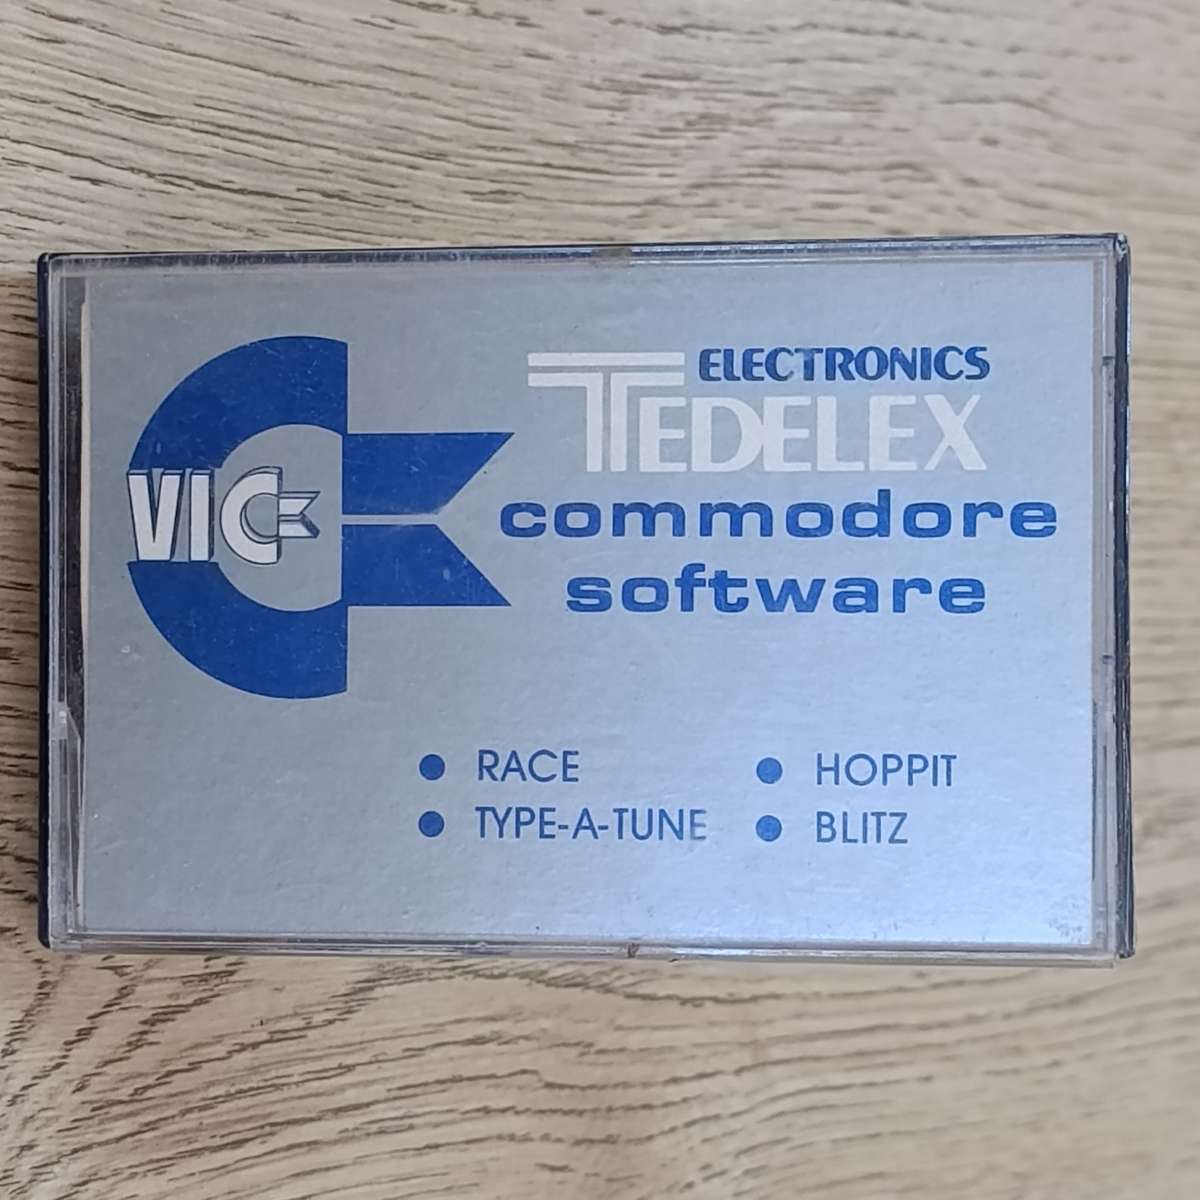 VIC
ELECTRONICS
TEDELEX
commodore
software
RACE
TYPE-A-TUNE
HOPPIT
BLITZ